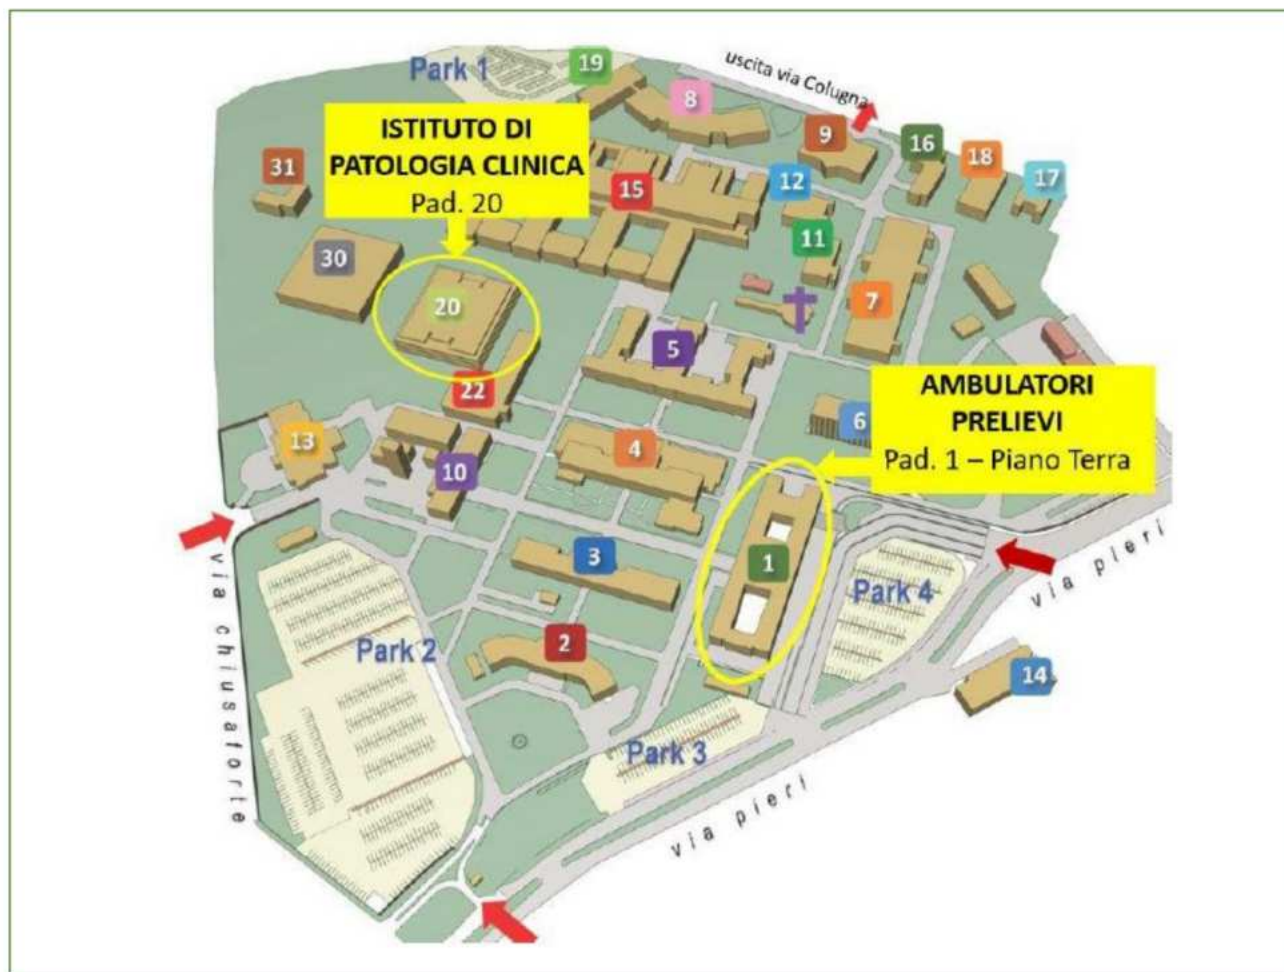 Park 1
19
uscita via Colugna
8
ISTITUTO DI
PATOLOGIA CLINICA
Pad. 20
9
16
18
17
31
15
12
11
30
20
7
5
22
AMBULATORI
PRELIEVI
Pad. 1 – Piano Terra
6
13
4
10
3
1
Park 4
via pieri
via chiusaforte
Park 2
2
14
Park 3
via pieri